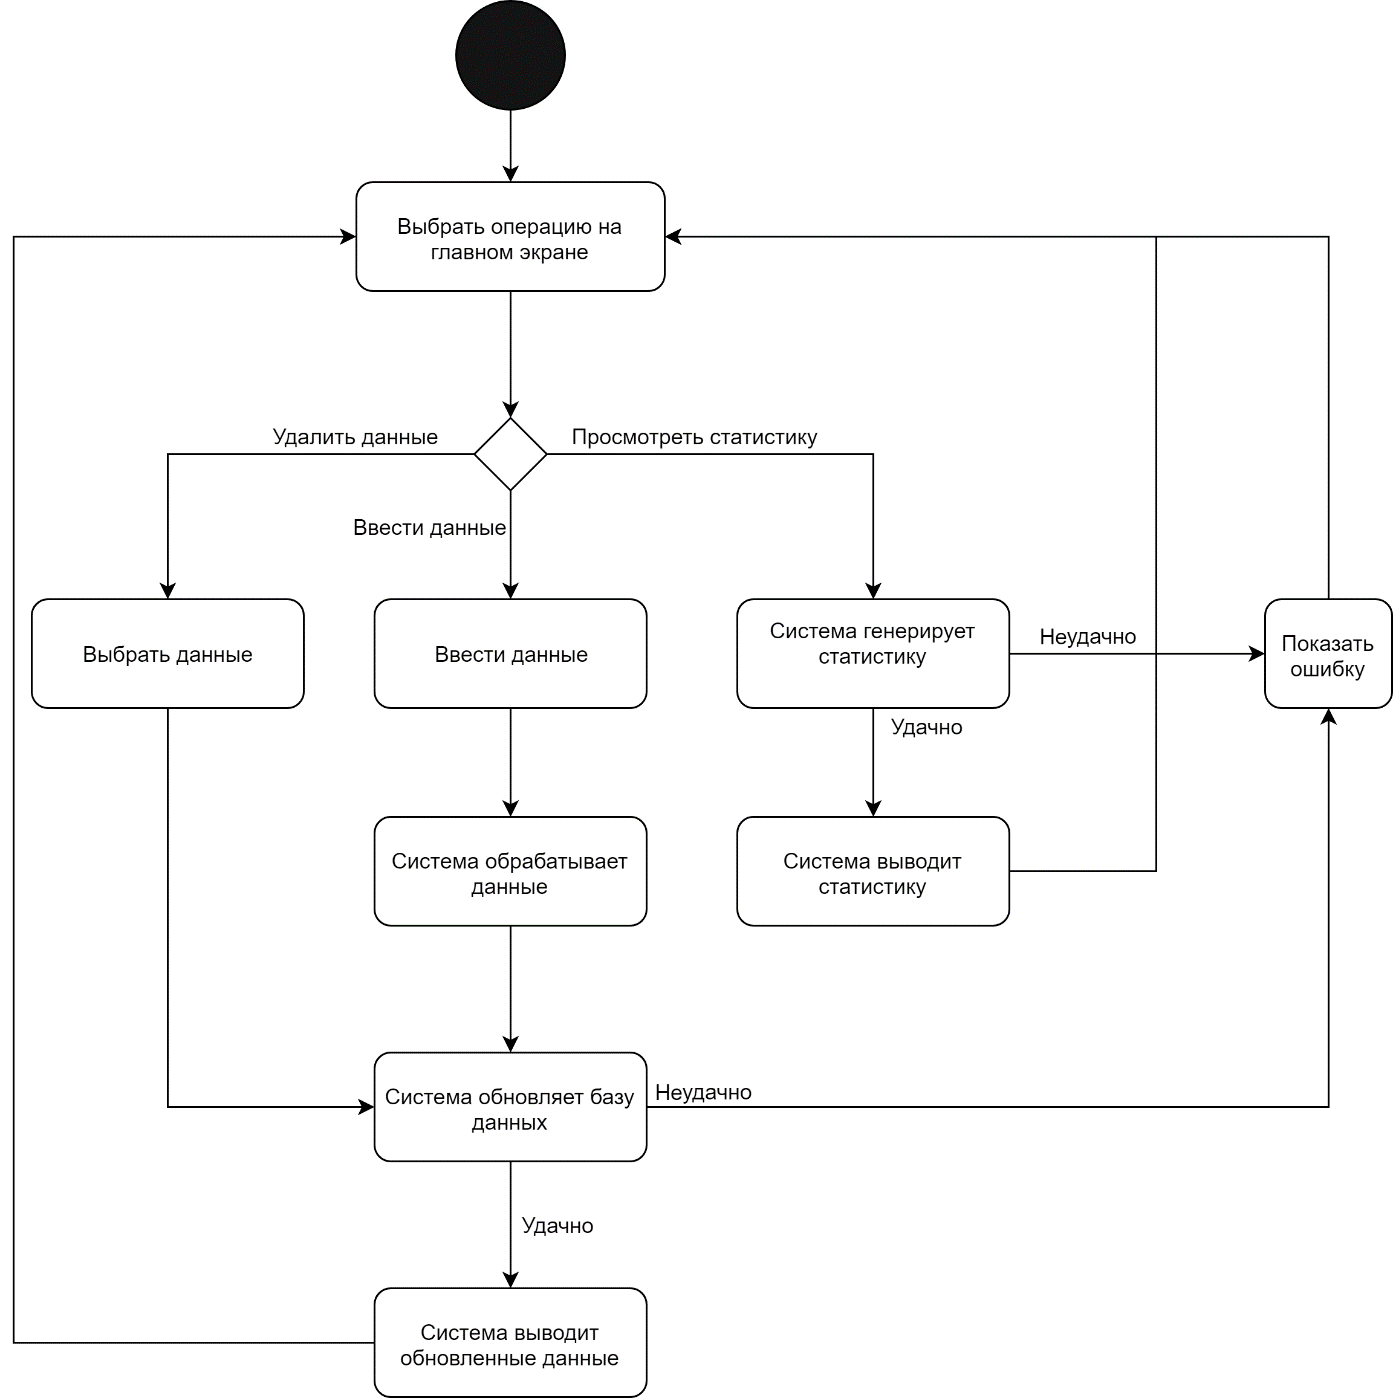 Выбрать операцию на
главном экране
Удалить данные
Просмотреть статистику
Ввести данные
Выбрать данные
Ввести данные
Система генерирует
статистику
Неудачно
Показать
ошибку
Удачно
Система обрабатывает
данные
Система выводит
статистику
Система обновляет базу
данных
Неудачно
Удачно
Система выводит
обновленные данные